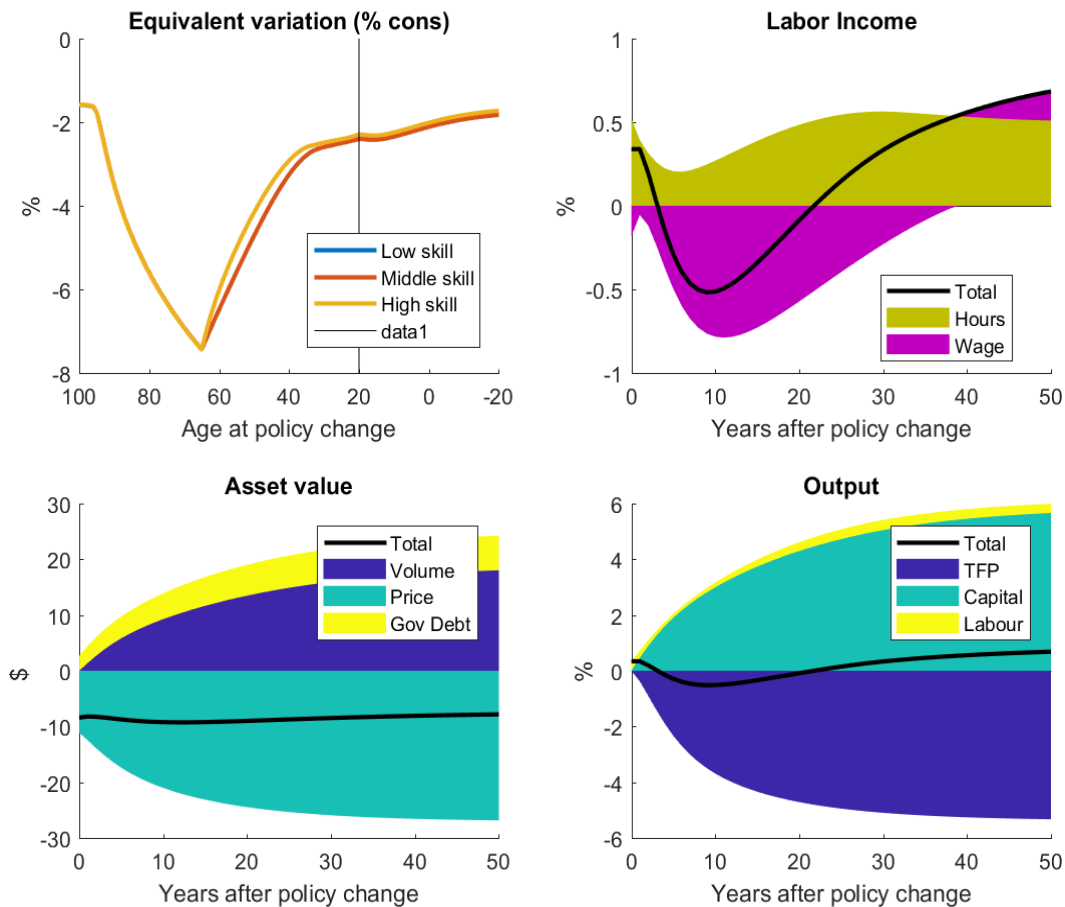 Equivalent variation (% cons)
0
-2
-4
-6
-8
%
Low skill
Middle skill
High skill
data1
100
80
60
40
20
0
-20
Age at policy change
Labor Income
1
0.5
0
-0.5
-1
%
Total
Hours
Wage
0
10
20
30
40
50
Years after policy change
Asset value
30
20
10
0
-10
-20
-30
$
Total
Volume
Price
Gov Debt
0
10
20
30
40
50
Years after policy change
Output
6
4
2
0
-2
-4
-6
%
Total
TFP
Capital
Labour
0
10
20
30
40
50
Years after policy change